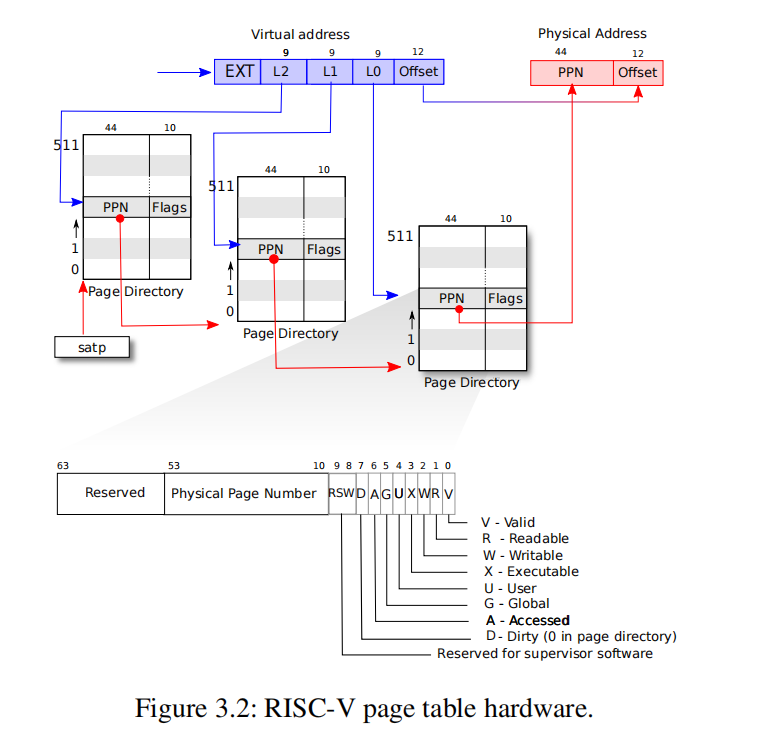 Virtual address
Physical Address
9 9 9 12
EXT L2 L1 L0 Offset
44 12
PPN Offset
44 10
511
PPN Flags
1
0
Page Directory
satp
44 10
511
PPN Flags
1
0
Page Directory
44 10
511
PPN Flags
1
0
Page Directory
63 53 10 9 8 7 6 5 4 3 2 1 0
Reserved Physical Page Number RSW D A G U X W R V
V - Valid
R - Readable
W - Writable
X - Executable
U - User
G - Global
A - Accessed
D - Dirty (0 in page directory)
Reserved for supervisor software
Figure 3.2: RISC-V page table hardware.